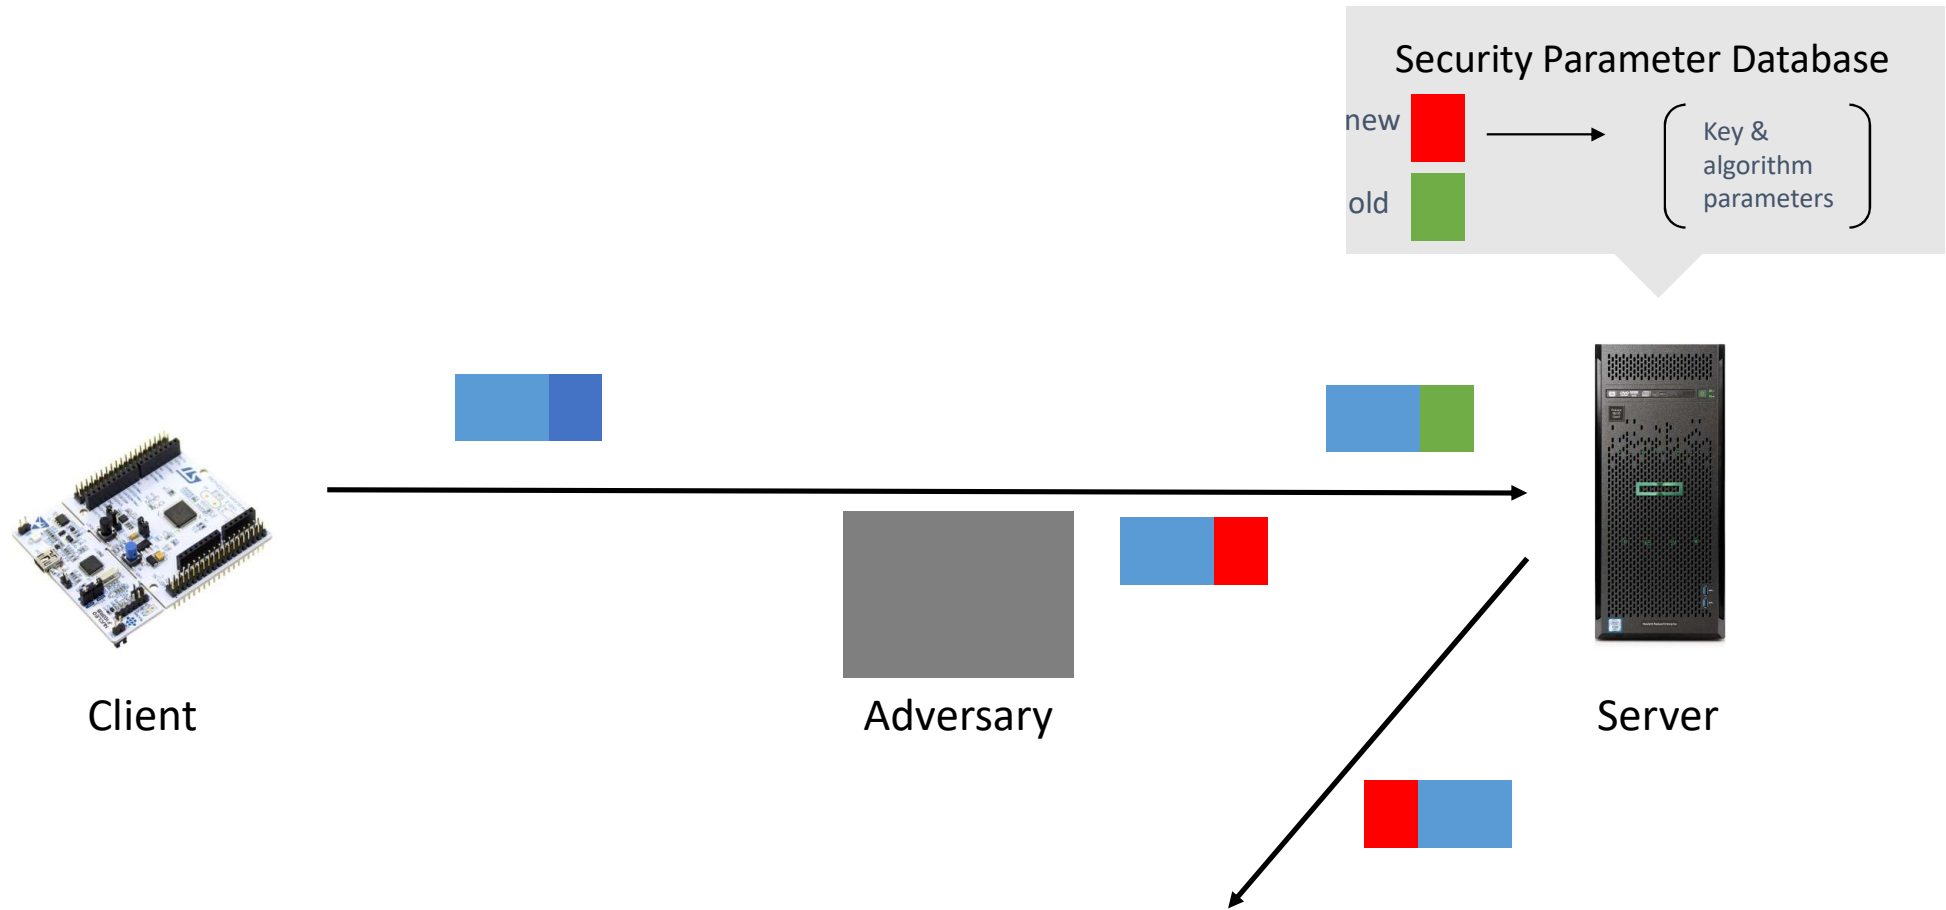 Security Parameter Database
new
Key &
algorithm
parameters
old
Client
Adversary
Server